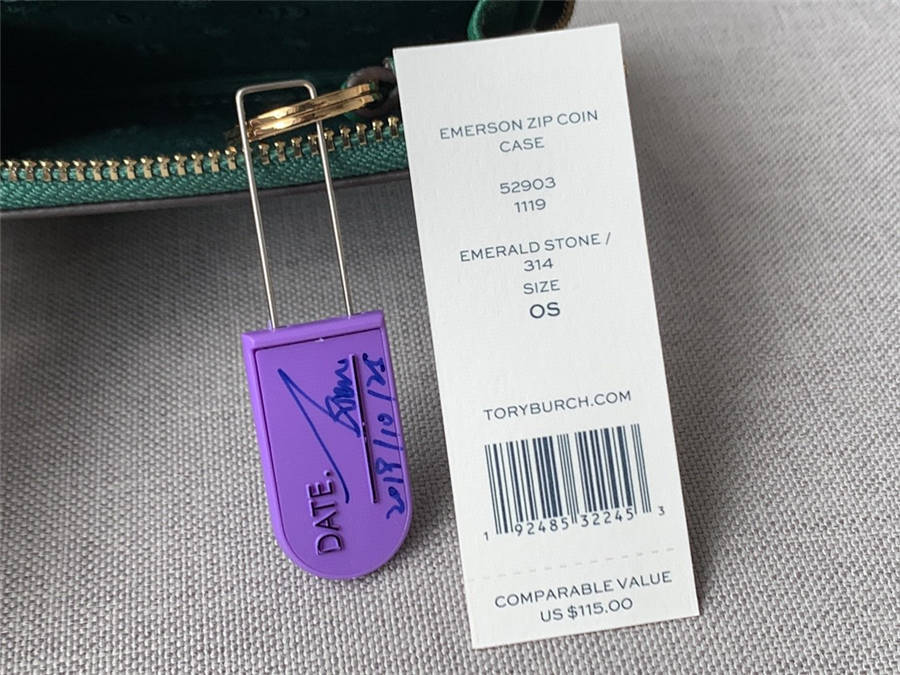 EMERSON ZIP COIN
CASE
52903
1119
EMERALD STONE /
314
SIZE
OS
TORYBURCH.COM
1 92485 32245 3
COMPARABLE VALUE
US $115.00
DATE.
2018/10/25